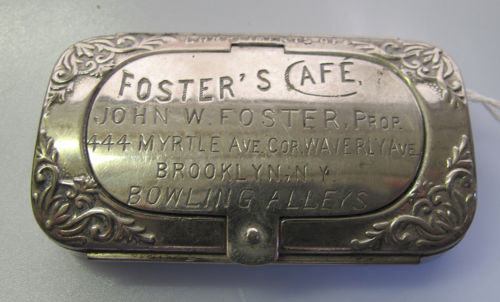 FOSTER'S CAFÉ.
JOHN W. FOSTER, PROP.
444 MYRTLE AVE. COR. WAVERLY AVE.
BROOKLYN, N.Y.
BOWLING ALLEYS